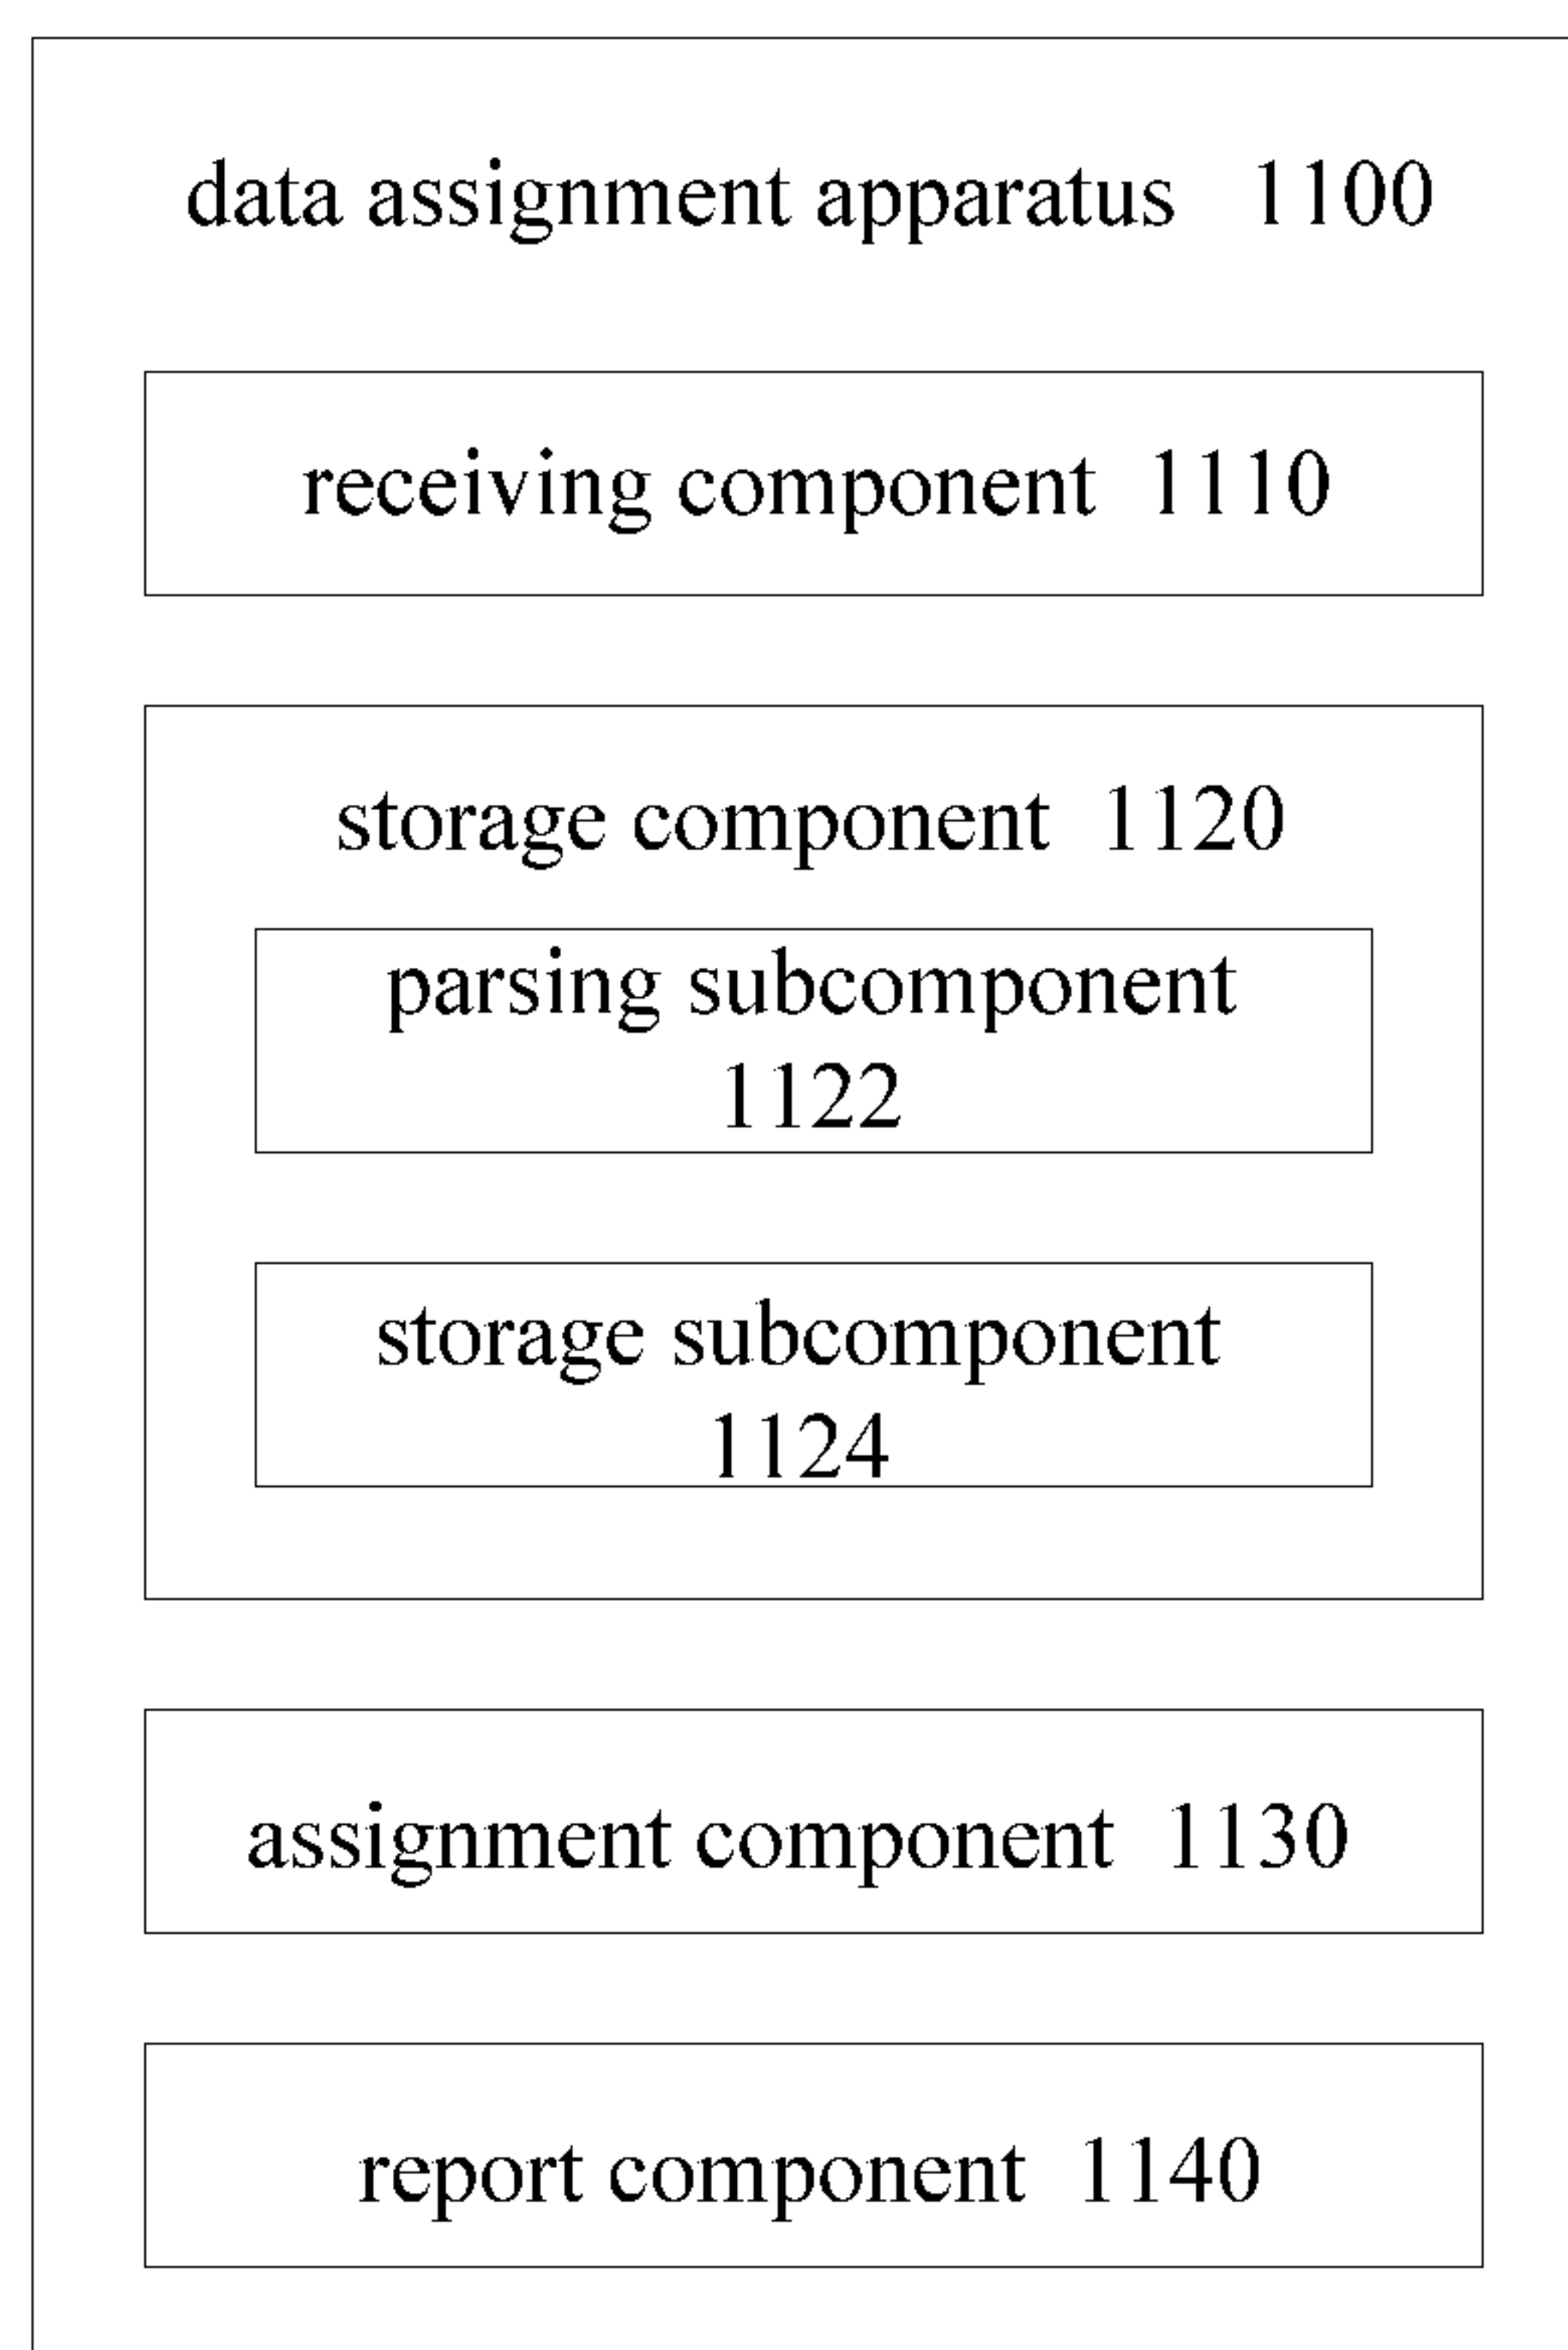 data assignment apparatus 1100
receiving component 1110
storage component 1120
parsing subcomponent
1122
storage subcomponent
1124
assignment component 1130
report component 1140